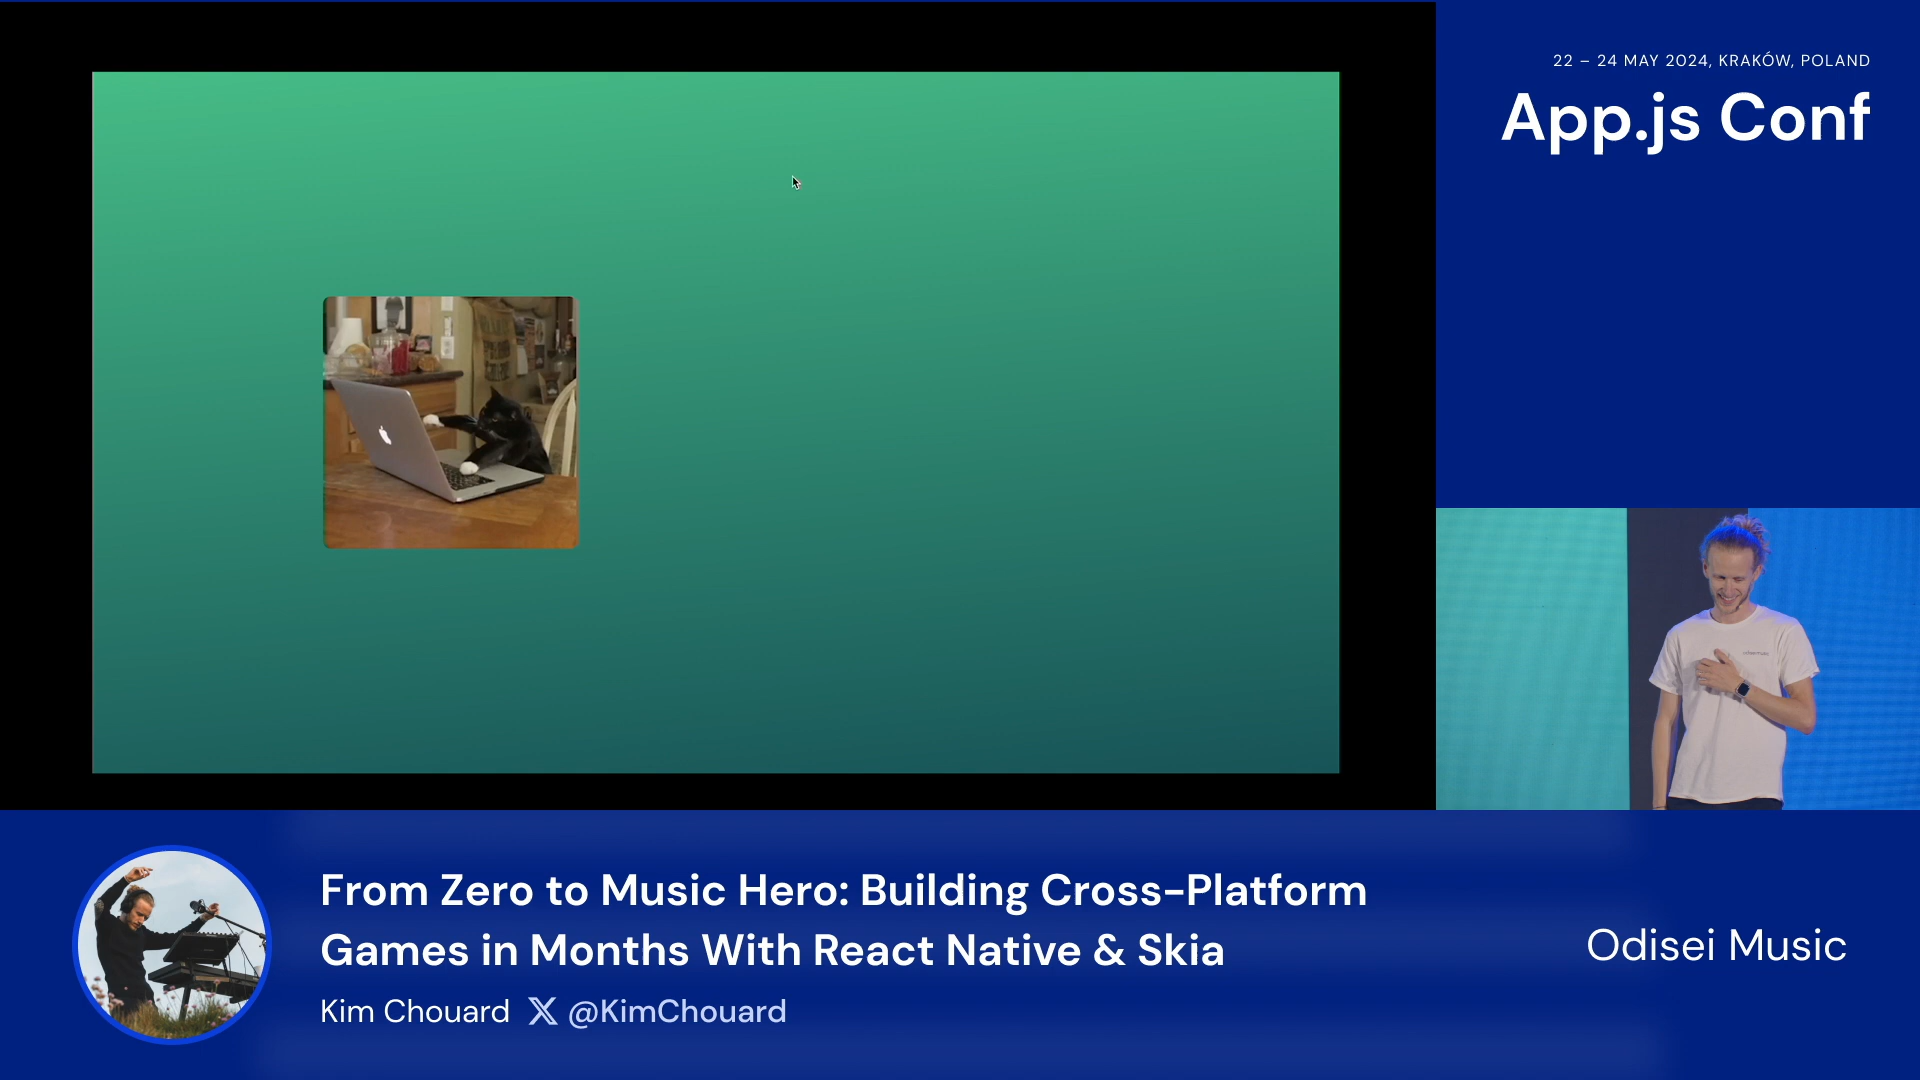 22 – 24 MAY 2024, KRAKÓW, POLAND
App.js Conf
From Zero to Music Hero: Building Cross-Platform
Games in Months With React Native & Skia
Kim Chouard X @KimChouard
Odisei Music